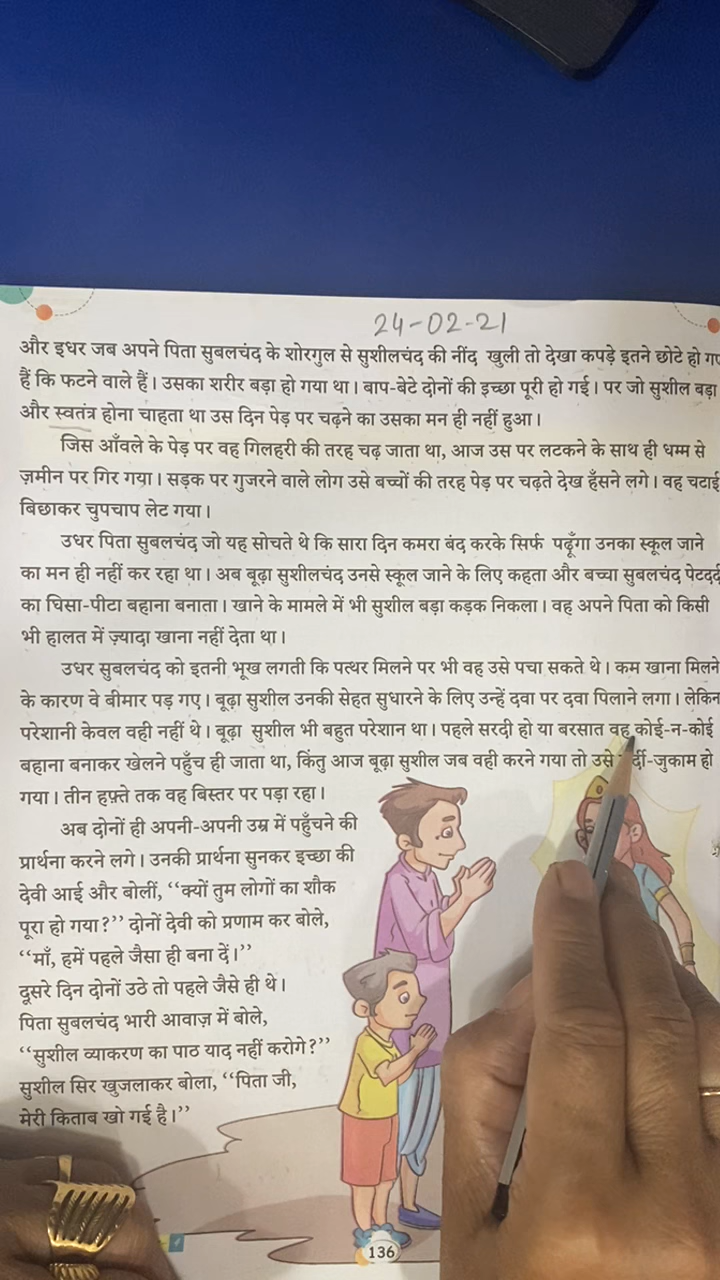 24-02-21
और इधर जब अपने पिता सुबलचंद के शोरगुल से सुशीलचंद की नींद खुली तो देखा कपड़े इतने छोटे हो
हैं कि फटने वाले हैं। उसका शरीर बड़ा हो गया था। बाप-बेटे दोनों की इच्छा पूरी हो गई। पर जो सुशील बड़ा
और स्वतंत्र होना चाहता था उस दिन पेड़ पर चढ़ने का उसका मन ही नहीं हुआ।
जिस आँवले के पेड़ पर वह गिलहरी की तरह चढ़ जाता था, आज उस पर लटकने के साथ ही धम्म से
ज़मीन पर गिर गया। सड़क पर गुजरने वाले लोग उसे बच्चों की तरह पेड़ पर चढ़ते देख हँसने लगे। वह चटाई
बिछाकर चुपचाप लेट गया।
उधर पिता सुबलचंद जो यह सोचते थे कि सारा दिन कमरा बंद करके सिर्फ पढ़ूँगा उनका स्कूल जाने
का मन ही नहीं कर रहा था। अब बूढ़ा सुशीलचंद उनसे स्कूल जाने के लिए कहता और बच्चा सुबलचंद पेटदर्द
का घिसा-पीटा बहाना बनाता। खाने के मामले में भी सुशील बड़ा कड़क निकला। वह अपने पिता को किसी
भी हालत में ज़्यादा खाना नहीं देता था।
उधर सुबलचंद को इतनी भूख लगती कि पत्थर मिलने पर भी वह उसे पचा सकते थे। कम खाना मिलने
के कारण वे बीमार पड़ गए। बूढ़ा सुशील उनकी सेहत सुधारने के लिए उन्हें दवा पर दवा पिलाने लगा। लेकिन
परेशानी केवल वही नहीं थे। बूढ़ा सुशील भी बहुत परेशान था। पहले सरदी हो या बरसात वह कोई-न-कोई
बहाना बनाकर खेलने पहुँच ही जाता था, किंतु आज बूढ़ा सुशील जब वही करने गया तो उसे र्दी-जुकाम हो
गया। तीन हफ़्ते तक वह बिस्तर पर पड़ा रहा।
अब दोनों ही अपनी-अपनी उम्र में पहुँचने की
प्रार्थना करने लगे। उनकी प्रार्थना सुनकर इच्छा की
देवी आई और बोलीं, ‘‘क्यों तुम लोगों का शौक
पूरा हो गया?’’ दोनों देवी को प्रणाम कर बोले,
‘‘माँ, हमें पहले जैसा ही बना दें।’’
दूसरे दिन दोनों उठे तो पहले जैसे ही थे।
पिता सुबलचंद भारी आवाज़ में बोले,
‘‘सुशील व्याकरण का पाठ याद नहीं करोगे?’’
सुशील सिर खुजलाकर बोला, ‘‘पिता जी,
मेरी किताब खो गई है।’’
136